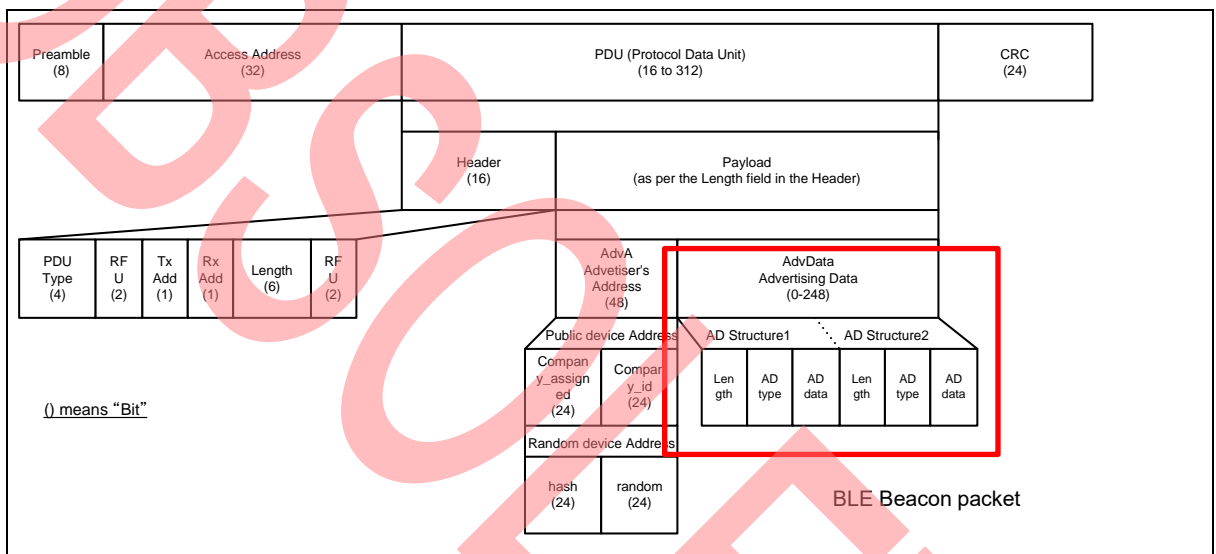 Preamble
(8)
Access Address
(32)
PDU (Protocol Data Unit)
(16 to 312)
CRC
(24)
Header
(16)
Payload
(as per the Length field in the Header)
PDU
Type
(4)
RF
U
(2)
Tx
Add
(1)
Rx
Add
(1)
Length
(6)
RF
U
(2)
AdvA
Advetiser's
Address
(48)
AdvData
Advertising Data
(0-248)
Public device Address
AD Structure1
AD Structure2
Compan
y_assign
ed
(24)
Compan
y_id
(24)
Len
gth
AD
type
AD
data
Len
gth
AD
type
AD
data
() means “Bit”
Random device Address
hash
(24)
random
(24)
BLE Beacon packet